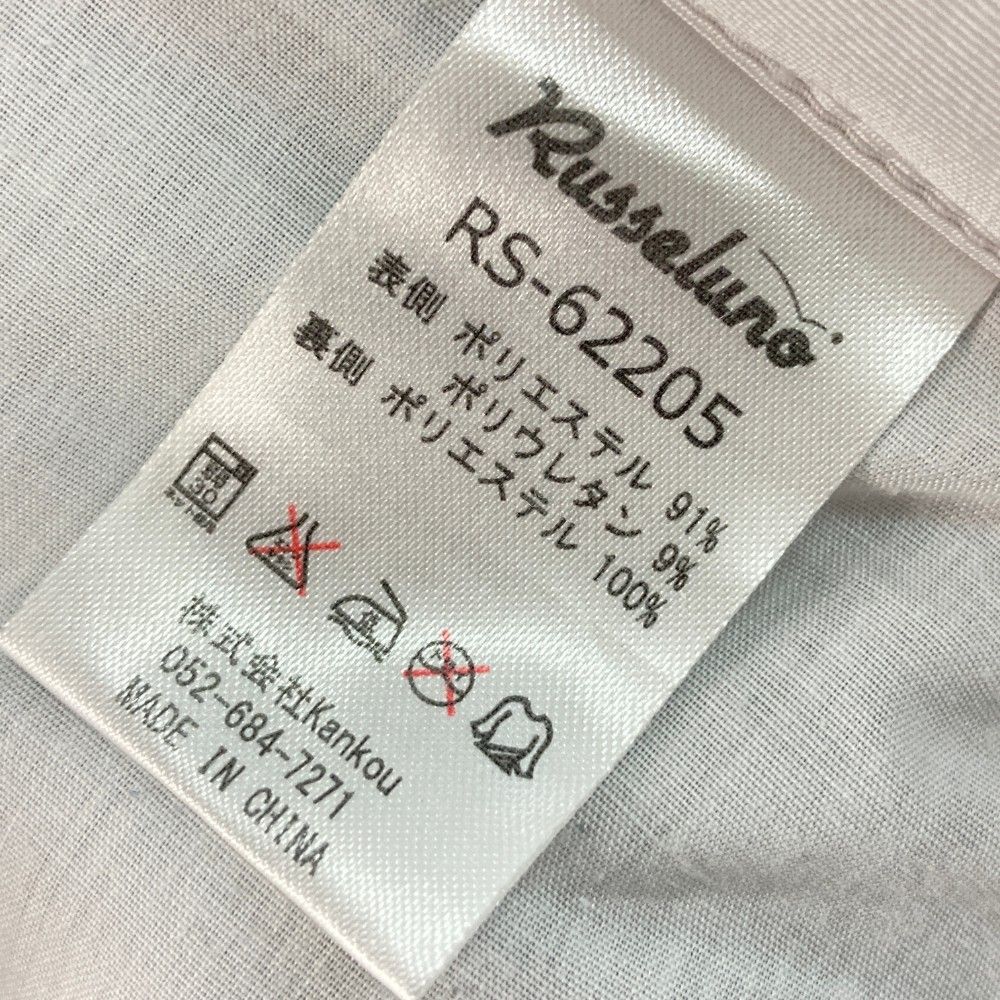 Russeluno
RS-62205
表側 ポリエステル 91%
ポリウレタン 9%
裏側 ポリエステル 100%
30
株式会社Kankou
052-684-7271
MADE IN CHINA